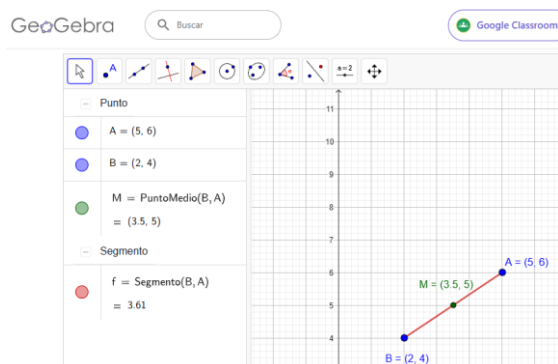 GeoGebra
Buscar
Google Classroom
A
a=2
Punto
A = (5, 6)
B = (2, 4)
M = PuntoMedio(B, A)
= (3.5, 5)
Segmento
f = Segmento(B, A)
= 3.61
11
10
9
8
7
6
5
4
A = (5, 6)
M = (3.5, 5)
B = (2, 4)